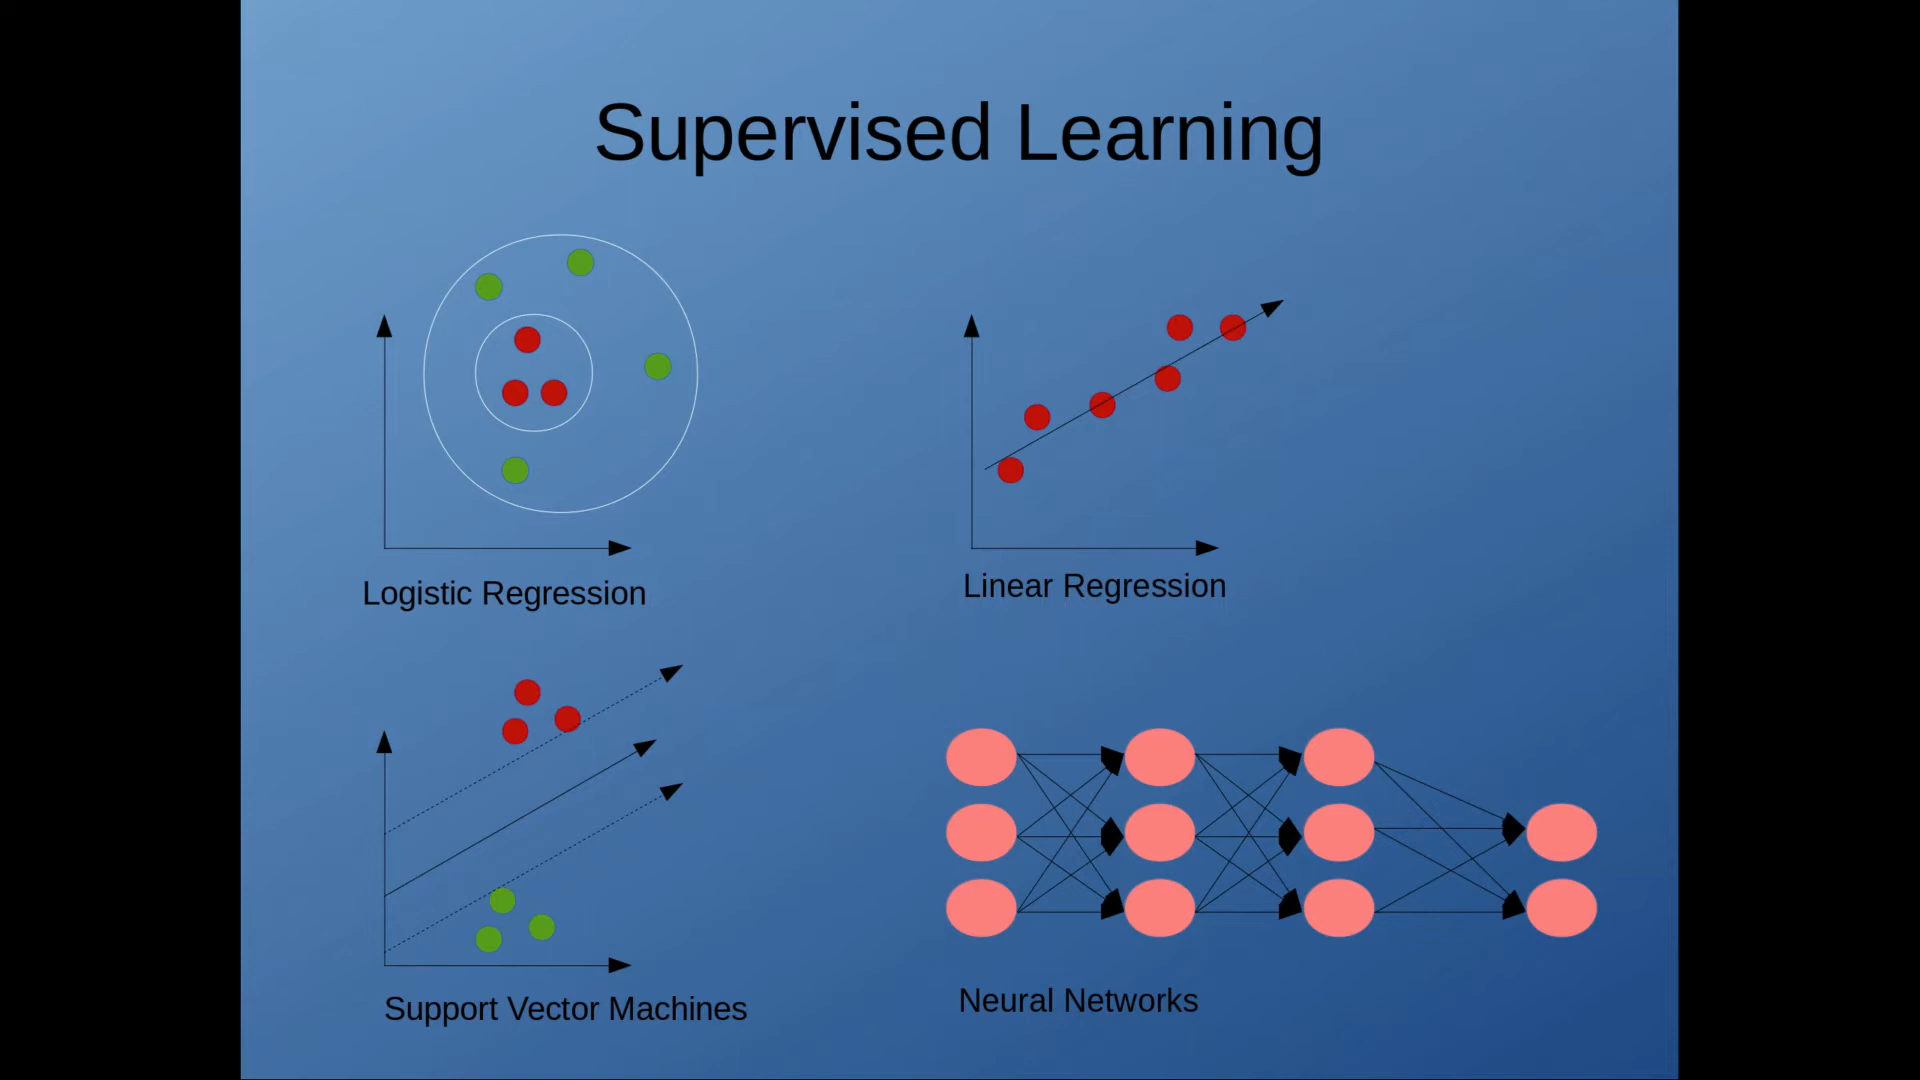 Supervised Learning
Logistic Regression
Linear Regression
Support Vector Machines
Neural Networks